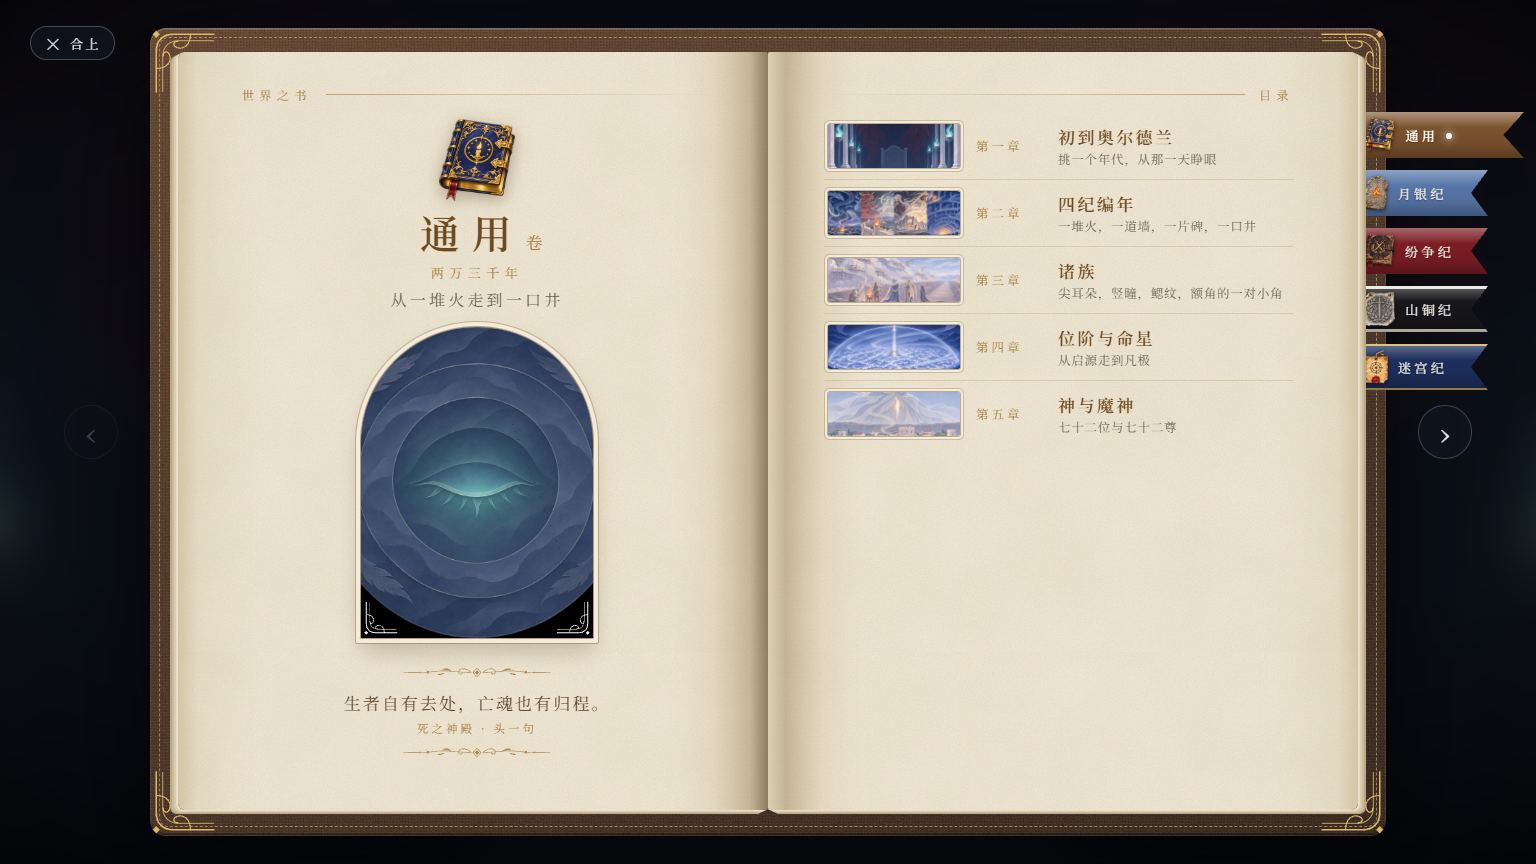 合上
世界之书
通用 卷
两万三千年
从一堆火走到一口井
生者自有去处，亡魂也有归程。
死之神殿 · 头一句
目录
第一章 初到奥尔德兰
挑一个年代，从那一天睁眼
第二章 四纪编年
一堆火，一道墙，一片碑，一口井
第三章 诸族
尖耳朵，竖瞳，鳃纹，额角的一对小角
第四章 位阶与命星
从启源走到凡极
第五章 神与魔神
七十二位与七十二尊
通用
月银纪
纷争纪
山铜纪
迷宫纪